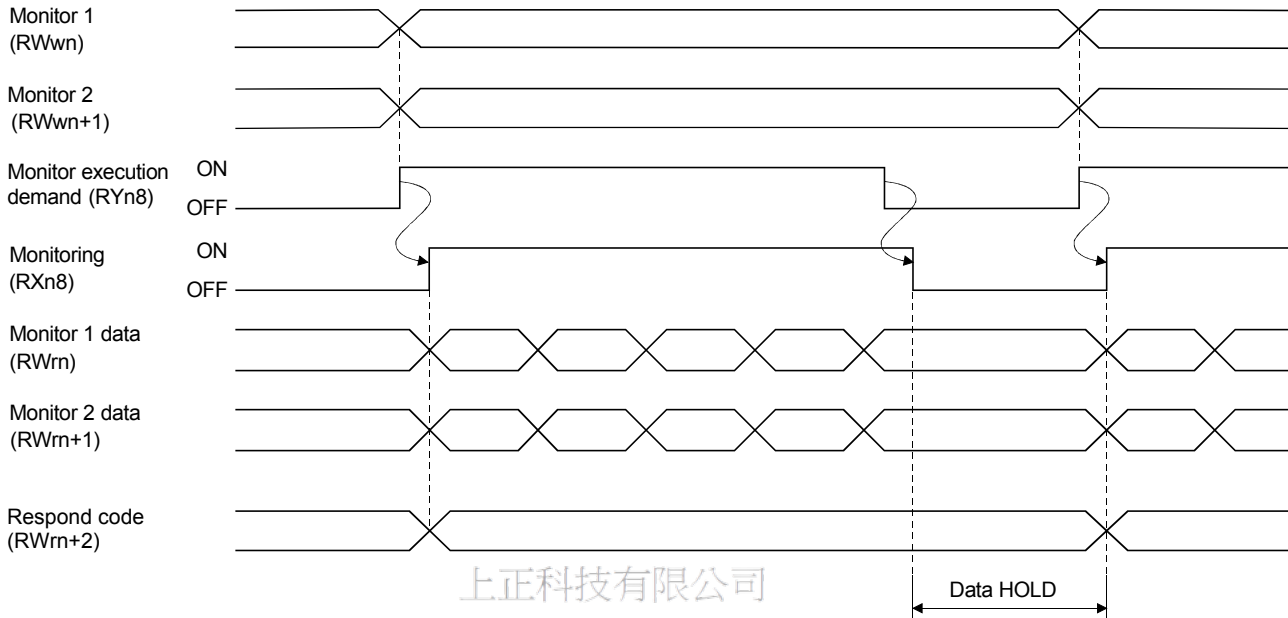 Monitor 1
(RWwn)
Monitor 2
(RWwn+1)
Monitor execution
demand (RYn8)
ON
OFF
Monitoring
(RXn8)
ON
OFF
Monitor 1 data
(RWrn)
Monitor 2 data
(RWrn+1)
Respond code
(RWrn+2)
上正科技有限公司
Data HOLD